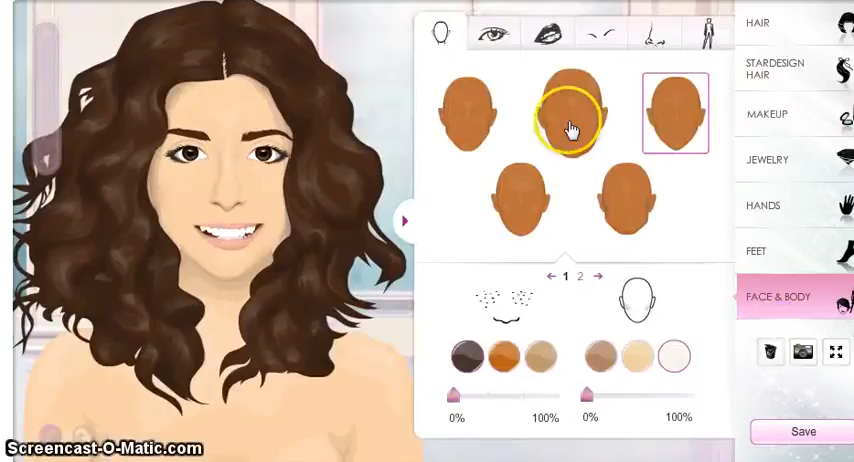 HAIR
STARDESIGN
HAIR
MAKEUP
JEWELRY
HANDS
FEET
FACE & BODY
1 2
0% 100% 0% 100%
Save
Screencast-O-Matic.com